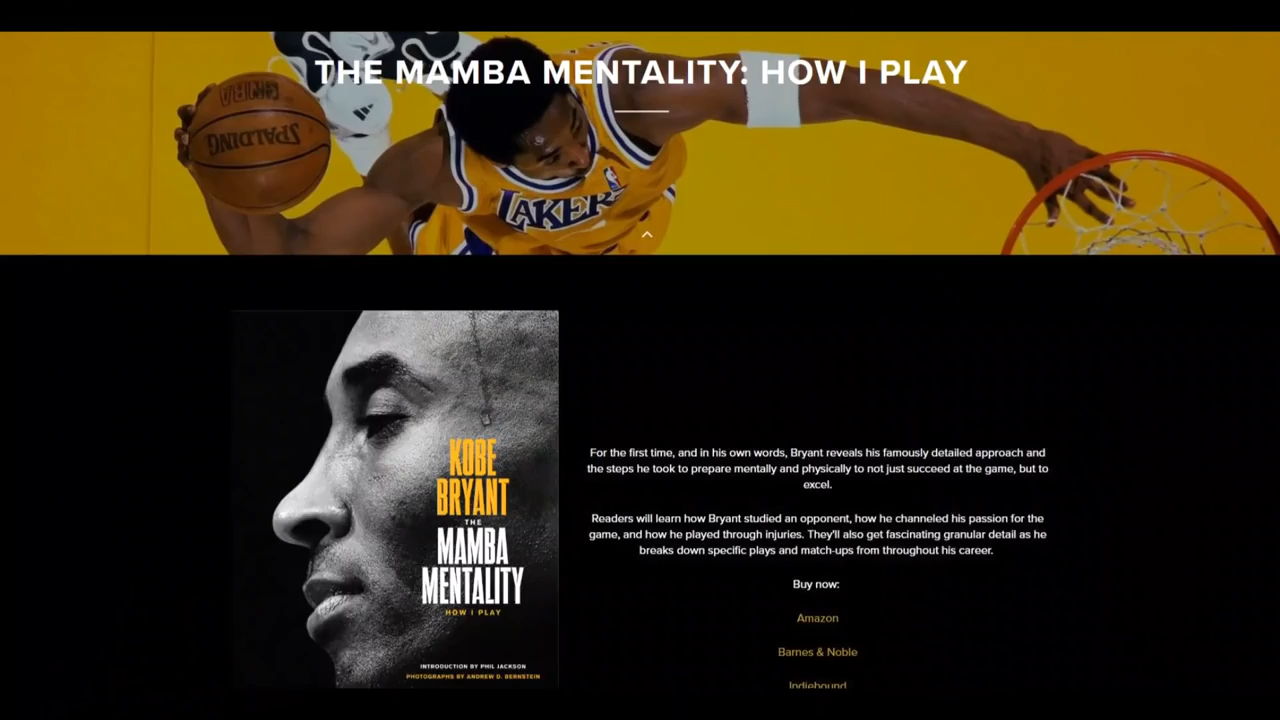 THE MAMBA MENTALITY: HOW I PLAY
NBA
SPALDING
LAKERS
KOBE
BRYANT
THE
MAMBA
MENTALITY
HOW I PLAY
INTRODUCTION BY PHIL JACKSON
PHOTOGRAPHS BY ANDREW D. BERNSTEIN
For the first time, and in his own words, Bryant reveals his famously detailed approach and
the steps he took to prepare mentally and physically to not just succeed at the game, but to
excel.
Readers will learn how Bryant studied an opponent, how he channeled his passion for the
game, and how he played through injuries. They'll also get fascinating granular detail as he
breaks down specific plays and match-ups from throughout his career.
Buy now:
Amazon
Barnes & Noble
Indiebound